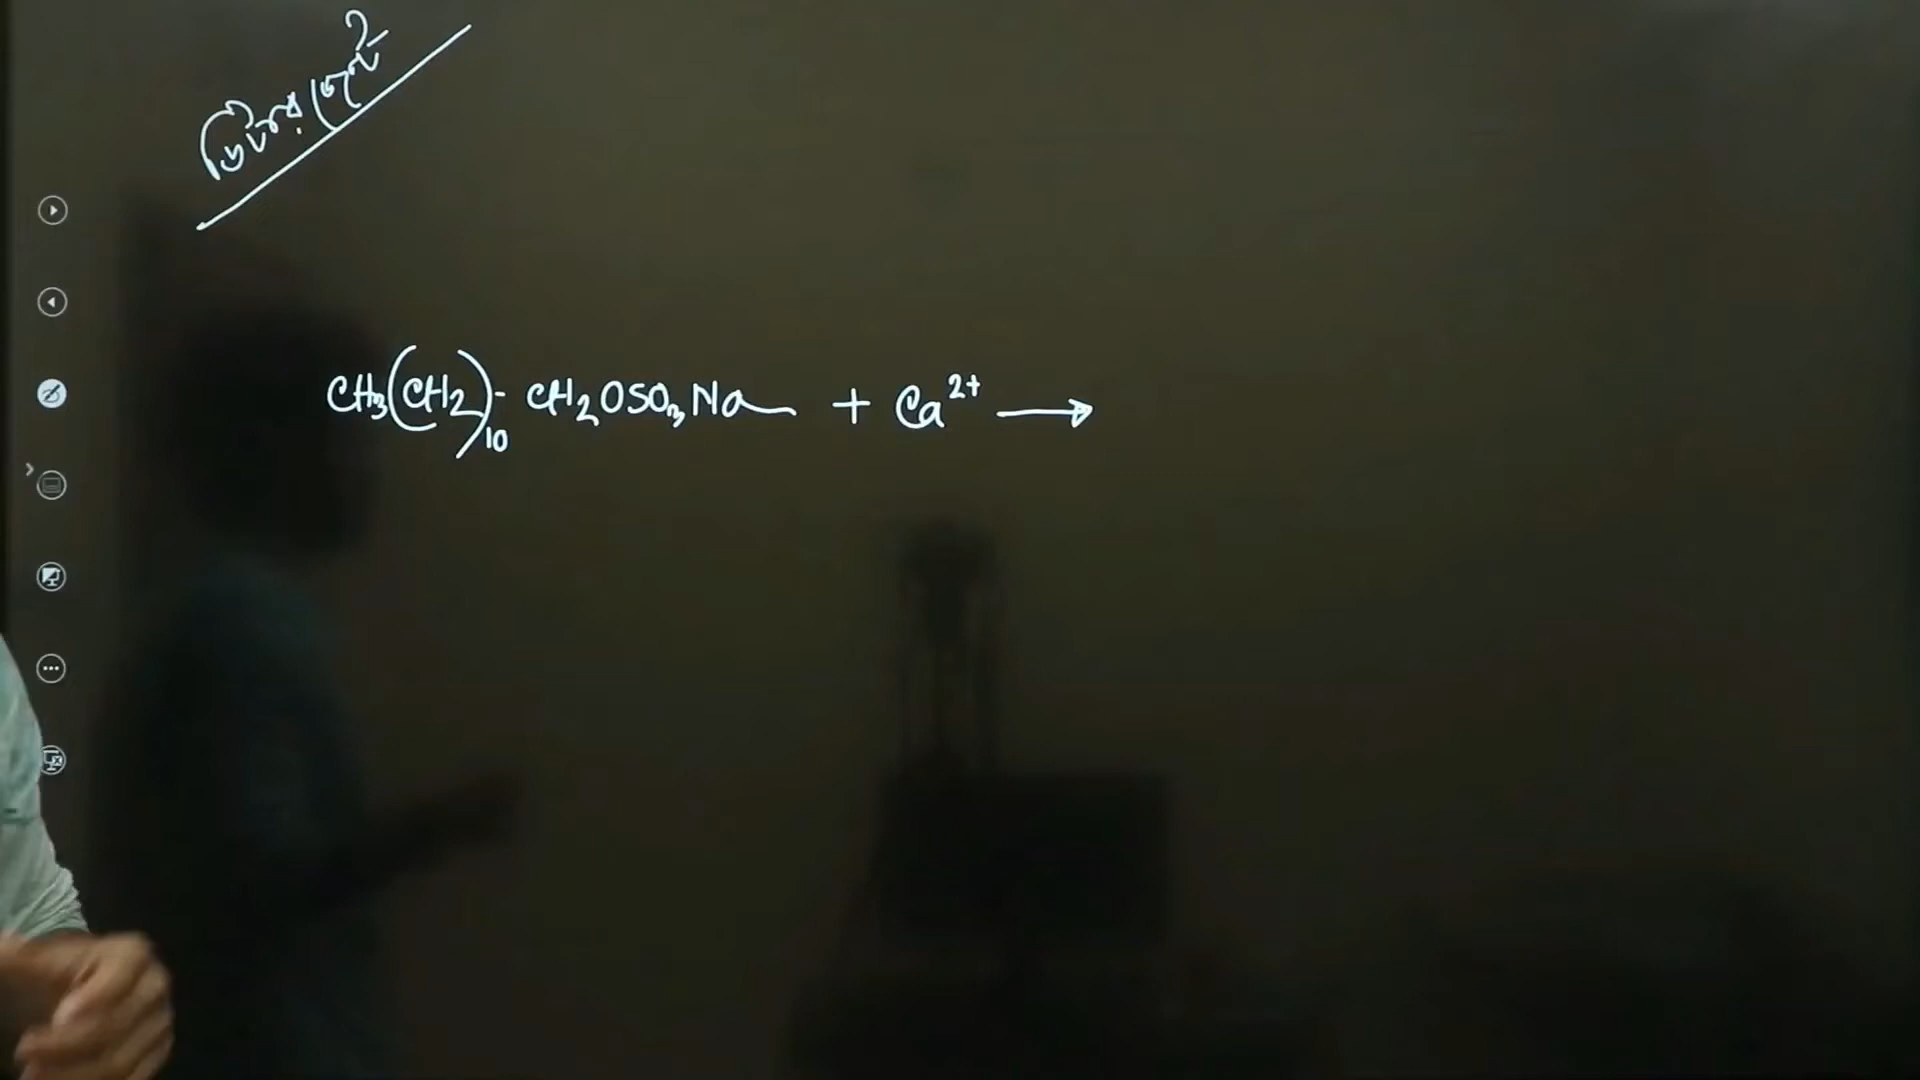 CH₃(CH₂)₁₀- CH₂OSO₃Na + Ca²⁺ ⟶